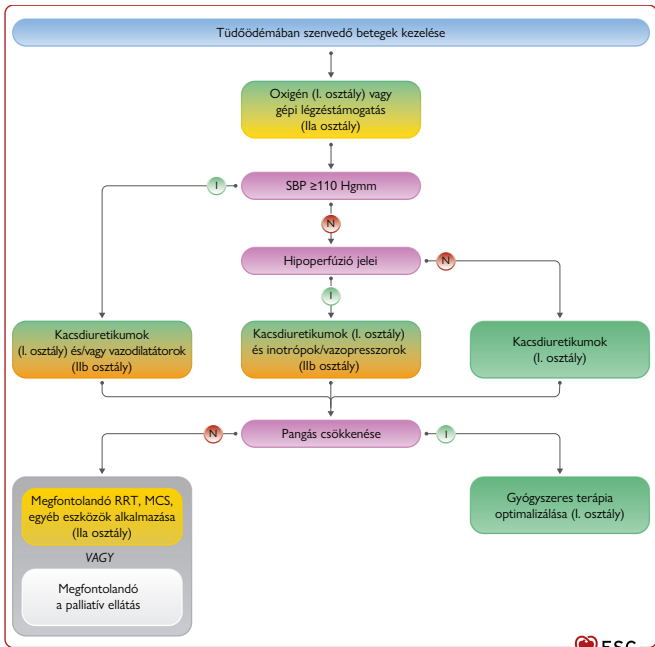 Tüdőödémában szenvedő betegek kezelése
Oxigén (I. osztály) vagy
gépi légzéstámogatás
(IIa osztály)
SBP ≥110 Hgmm
I
N
Hipoperfúzió jelei
N
I
Kacsdiuretikumok
(I. osztály) és/vagy vazodilatátorok
(IIb osztály)
Kacsdiuretikumok (I. osztály)
és inotrópok/vazopresszorok
(IIb osztály)
Kacsdiuretikumok
(I. osztály)
Pangás csökkenése
N
I
Megfontolandó RRT, MCS,
egyéb eszközök alkalmazása
(IIa osztály)
VAGY
Megfontolandó
a palliatív ellátás
Gyógyszeres terápia
optimalizálása (I. osztály)
ESC